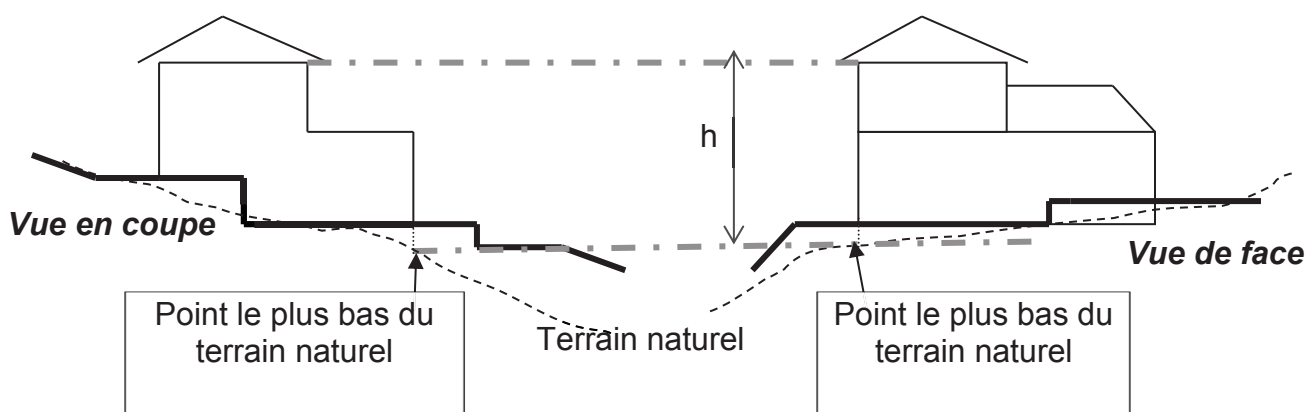 h
Vue en coupe
Vue de face
Point le plus bas du
terrain naturel
Terrain naturel
Point le plus bas du
terrain naturel